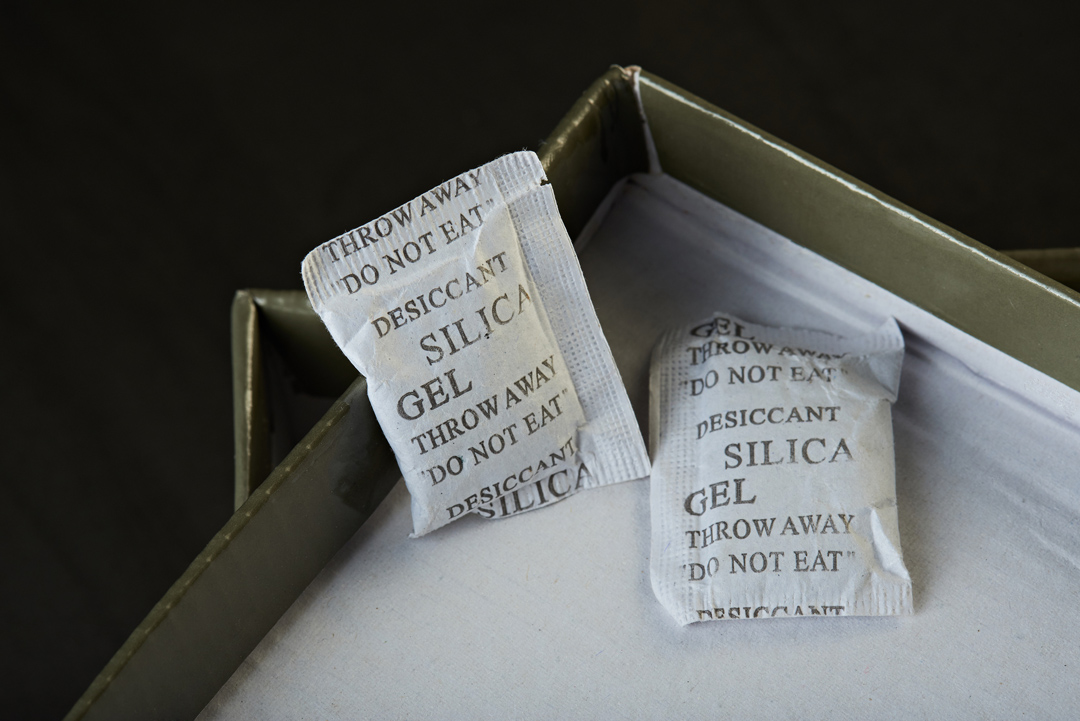 THROW AWAY
"DO NOT EAT"
DESICCANT
SILICA
GEL
THROW AWAY
"DO NOT EAT"
DESICCANT
SILICA
GEL
THROW AWAY
"DO NOT EAT"
DESICCANT
SILICA
GEL
THROW AWAY
"DO NOT EAT"
DESICCANT